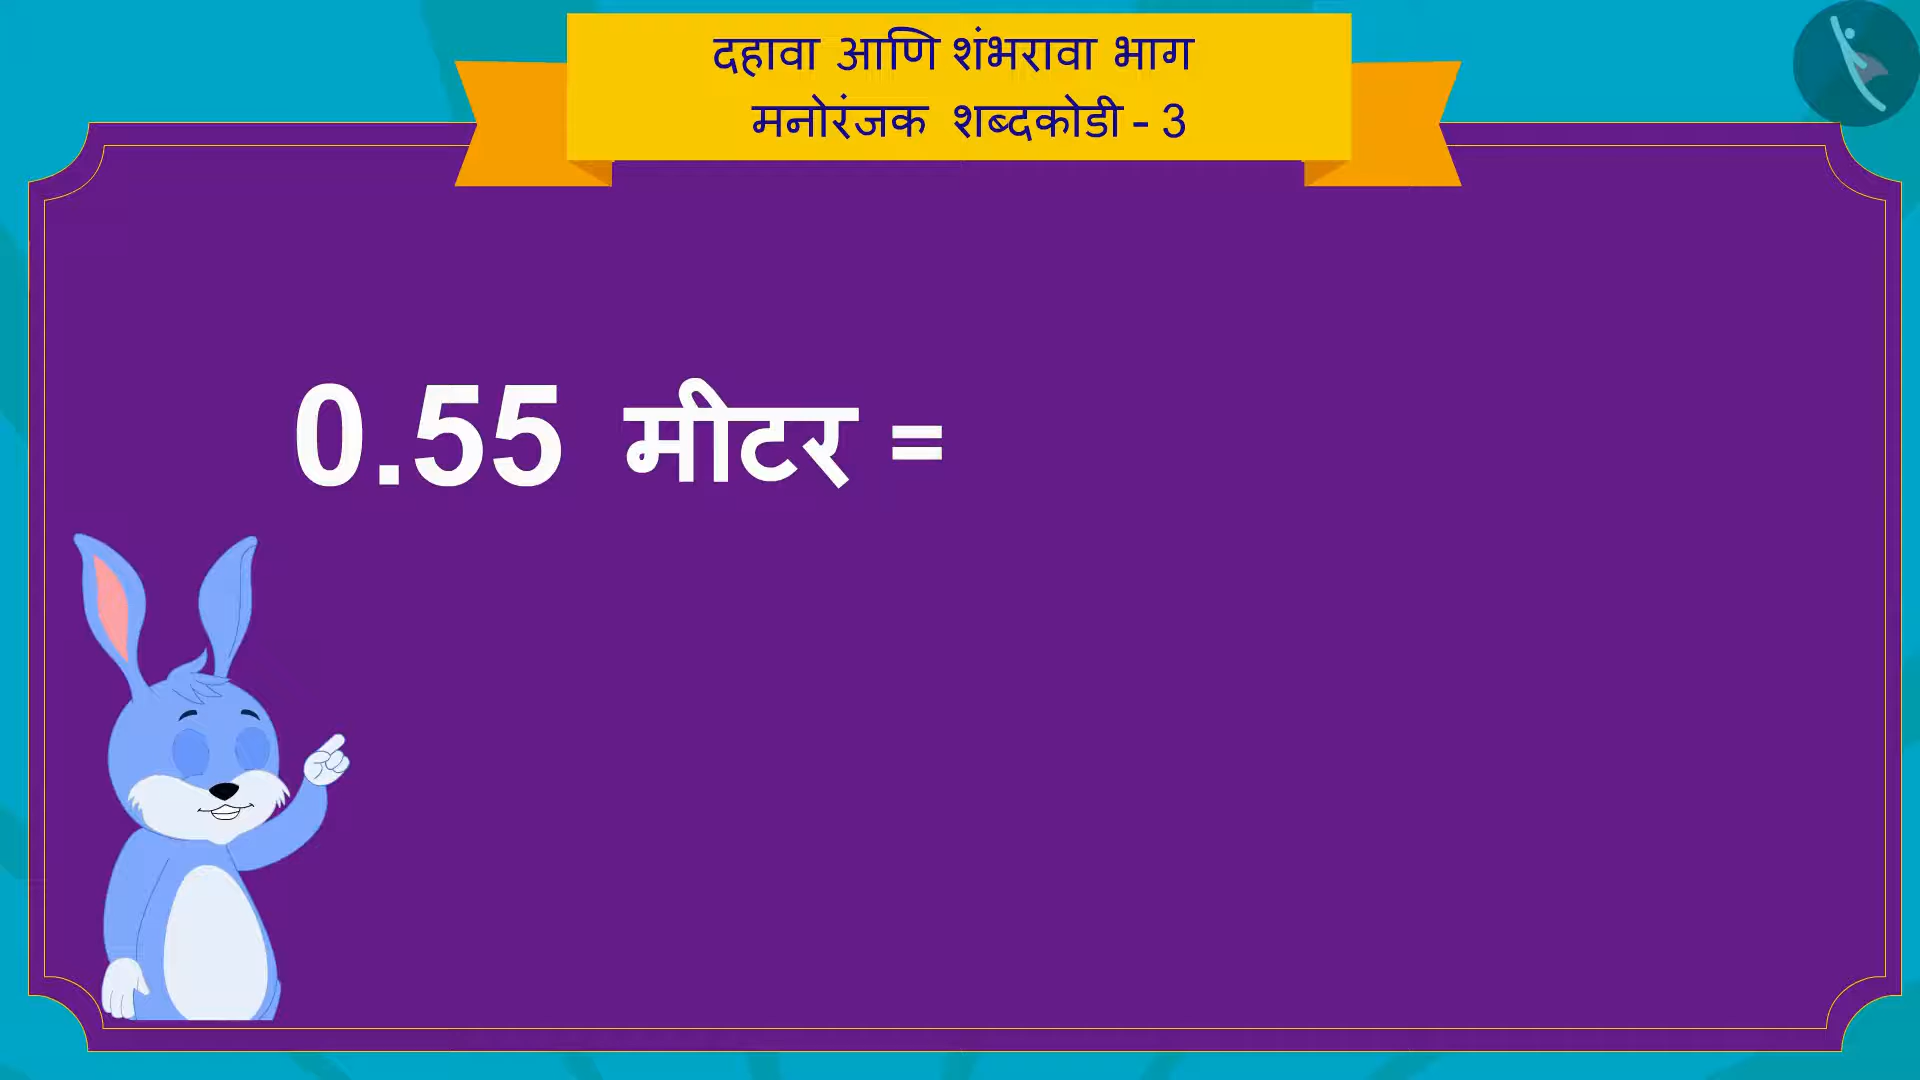 दहावा आणि शंभरावा भाग
मनोरंजक शब्दकोडी - 3
0.55 मीटर =